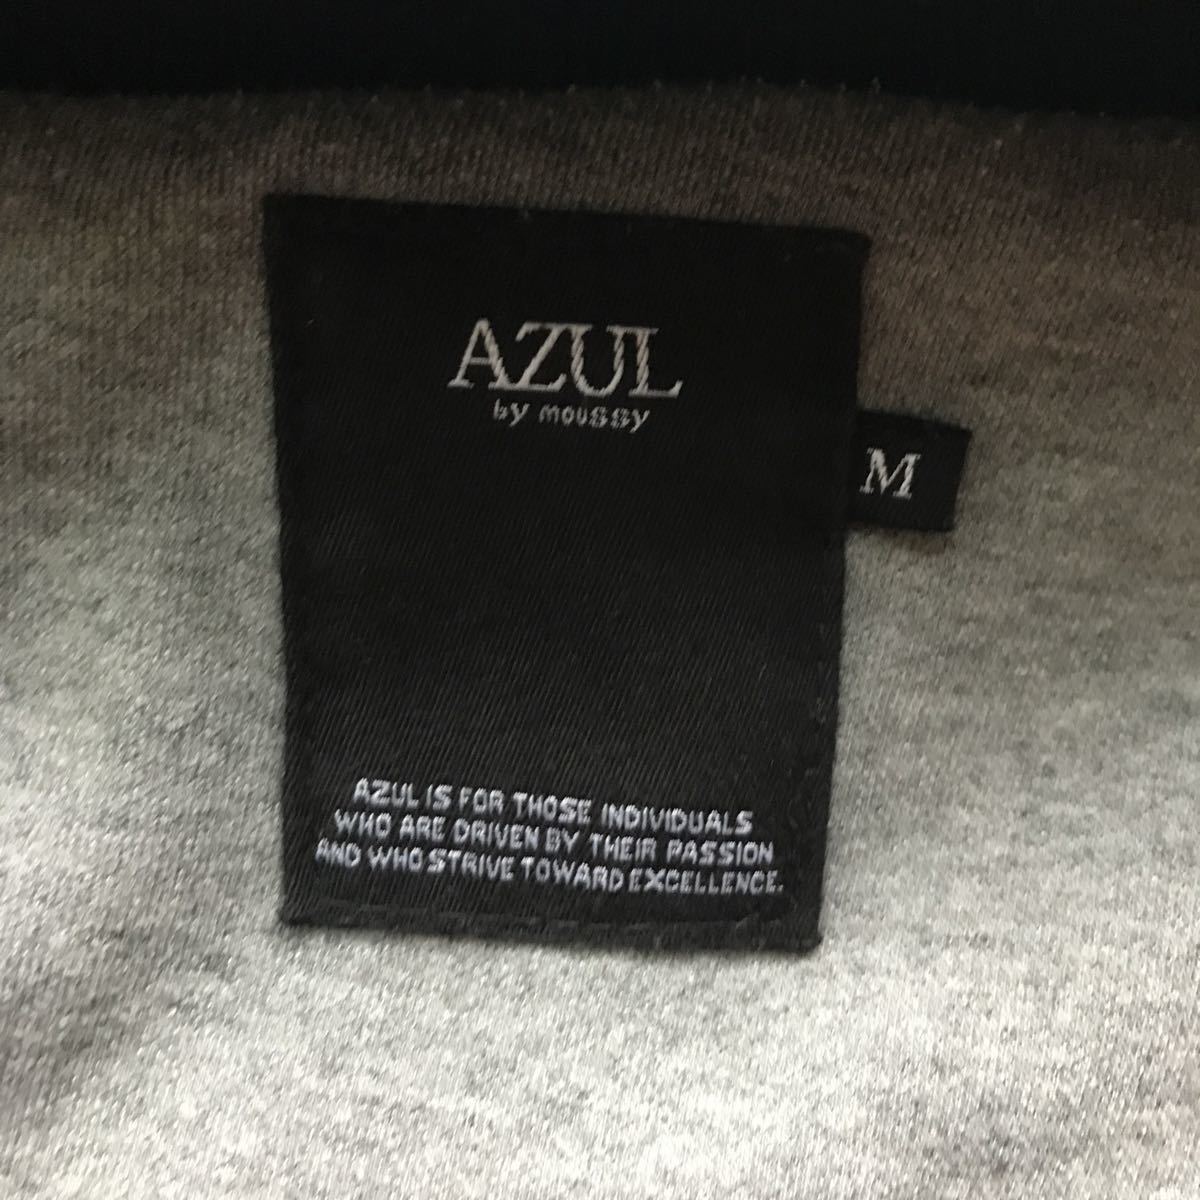 AZUL
by moussy
M
AZUL IS FOR THOSE INDIVIDUALS
WHO ARE DRIVEN BY THEIR PASSION
AND WHO STRIVE TOWARD EXCELLENCE.